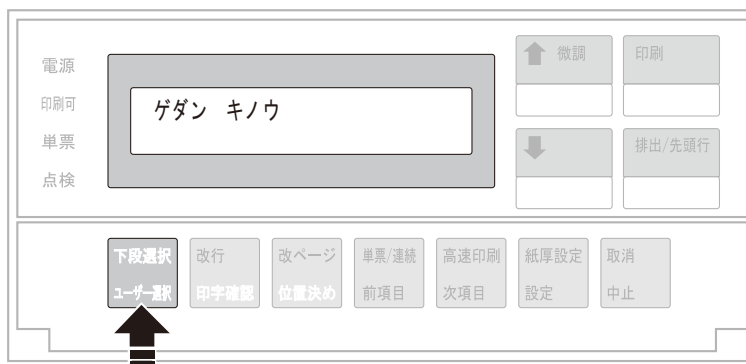 電源
印刷可
単票
点検
ゲダン キノウ
微調
印刷
排出/先頭行
下段選択
ユーザー選択
改行
印字確認
改ページ
位置決め
単票/連続
前項目
高速印刷
次項目
紙厚設定
設定
取消
中止